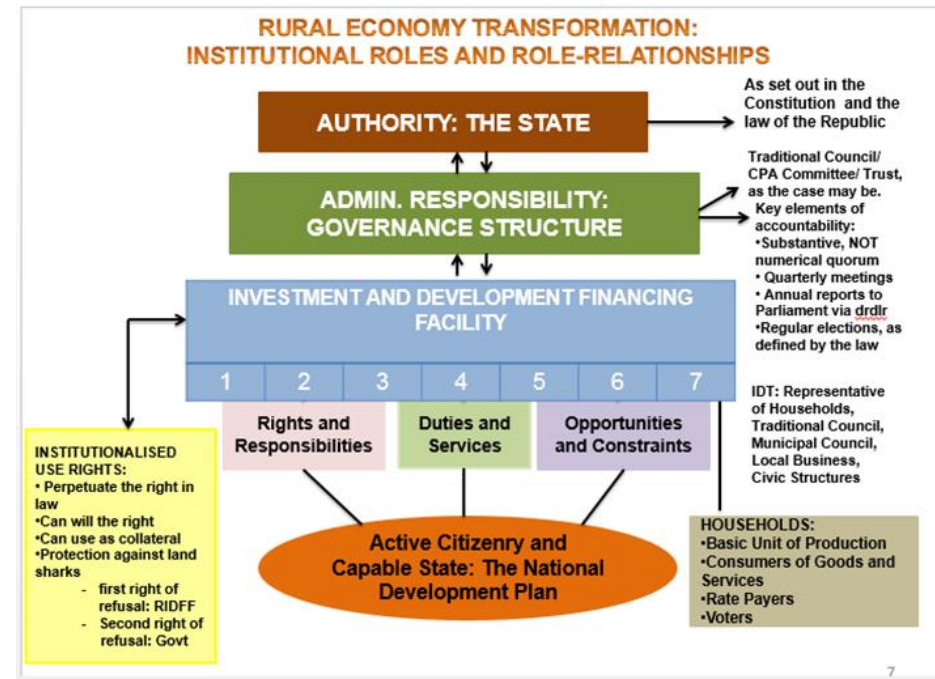 RURAL ECONOMY TRANSFORMATION:
INSTITUTIONAL ROLES AND ROLE-RELATIONSHIPS
AUTHORITY: THE STATE
As set out in the
Constitution and the
law of the Republic
ADMIN. RESPONSIBILITY:
GOVERNANCE STRUCTURE
Traditional Council/
CPA Committee/ Trust,
as the case may be.
Key elements of
accountability:
•Substantive, NOT
numerical quorum
• Quarterly meetings
• Annual reports to
Parliament via drdlr
•Regular elections, as
defined by the law
INVESTMENT AND DEVELOPMENT FINANCING
FACILITY
1 2 3 4 5 6 7
IDT: Representative
of Households,
Traditional Council,
Municipal Council,
Local Business,
Civic Structures
Rights and
Responsibilities
Duties and
Services
Opportunities
and Constraints
INSTITUTIONALISED
USE RIGHTS:
• Perpetuate the right in
law
•Can will the right
•Can use as collateral
•Protection against land
sharks
- first right of
refusal: RIDFF
- Second right of
refusal: Govt
Active Citizenry and
Capable State: The National
Development Plan
HOUSEHOLDS:
•Basic Unit of Production
•Consumers of Goods and
Services
•Rate Payers
•Voters
7